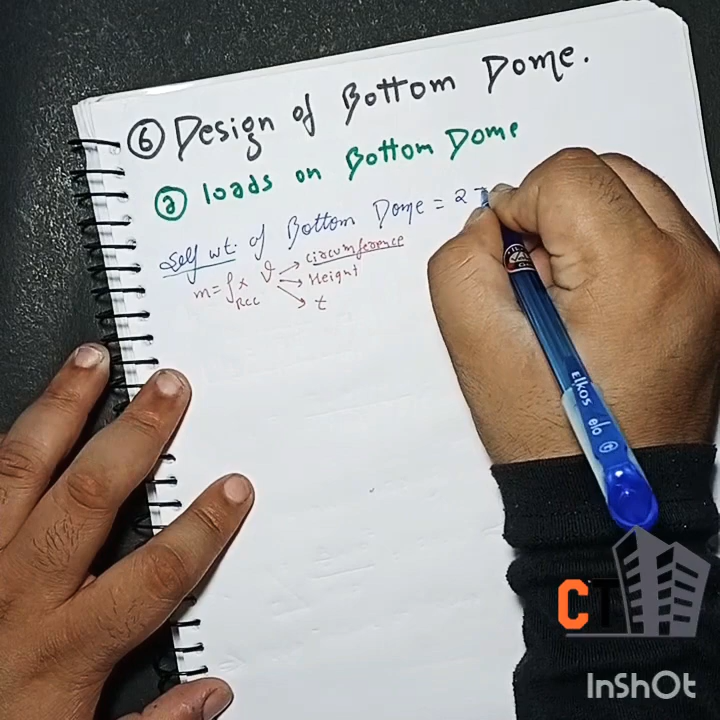 ⑥ Design of Bottom Dome.
ⓐ loads on Bottom Dome
Self wt. of Bottom Dome = 2
m = ρ x V → circumference
RCC → Height
→ t
Elkos elo
CT
InShOt